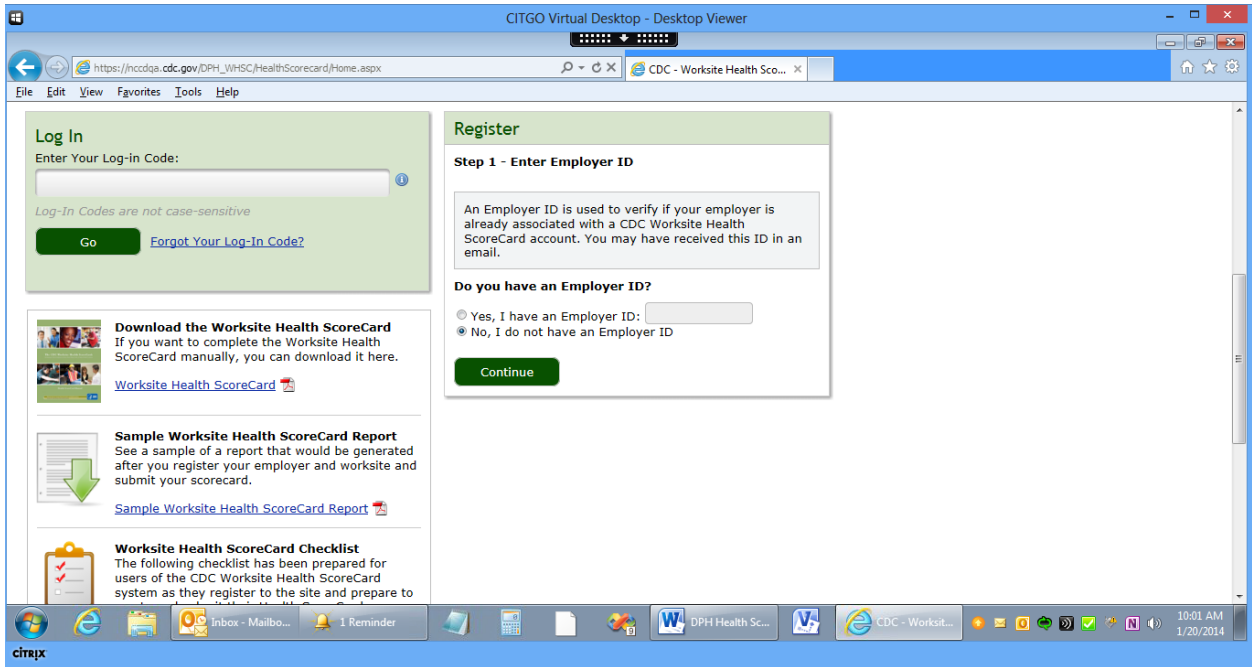 CITGO Virtual Desktop - Desktop Viewer
https://nccdqa.cdc.gov/DPH_WHSC/HealthScorecard/Home.aspx
CDC - Worksite Health Sco...
File Edit View Favorites Tools Help
Log In
Enter Your Log-in Code:
Log-In Codes are not case-sensitive
Go
Forgot Your Log-In Code?
Download the Worksite Health ScoreCard
If you want to complete the Worksite Health
ScoreCard manually, you can download it here.
Worksite Health ScoreCard
Sample Worksite Health ScoreCard Report
See a sample of a report that would be generated
after you register your employer and worksite and
submit your scorecard.
Sample Worksite Health ScoreCard Report
Worksite Health ScoreCard Checklist
The following checklist has been prepared for
users of the CDC Worksite Health ScoreCard
system as they register to the site and prepare to
Register
Step 1 - Enter Employer ID
An Employer ID is used to verify if your employer is
already associated with a CDC Worksite Health
ScoreCard account. You may have received this ID in an
email.
Do you have an Employer ID?
Yes, I have an Employer ID:
No, I do not have an Employer ID
Continue
Inbox - Mailbo...
1 Reminder
DPH Health Sc...
CDC - Worksit...
10:01 AM
1/20/2014
CITRIX